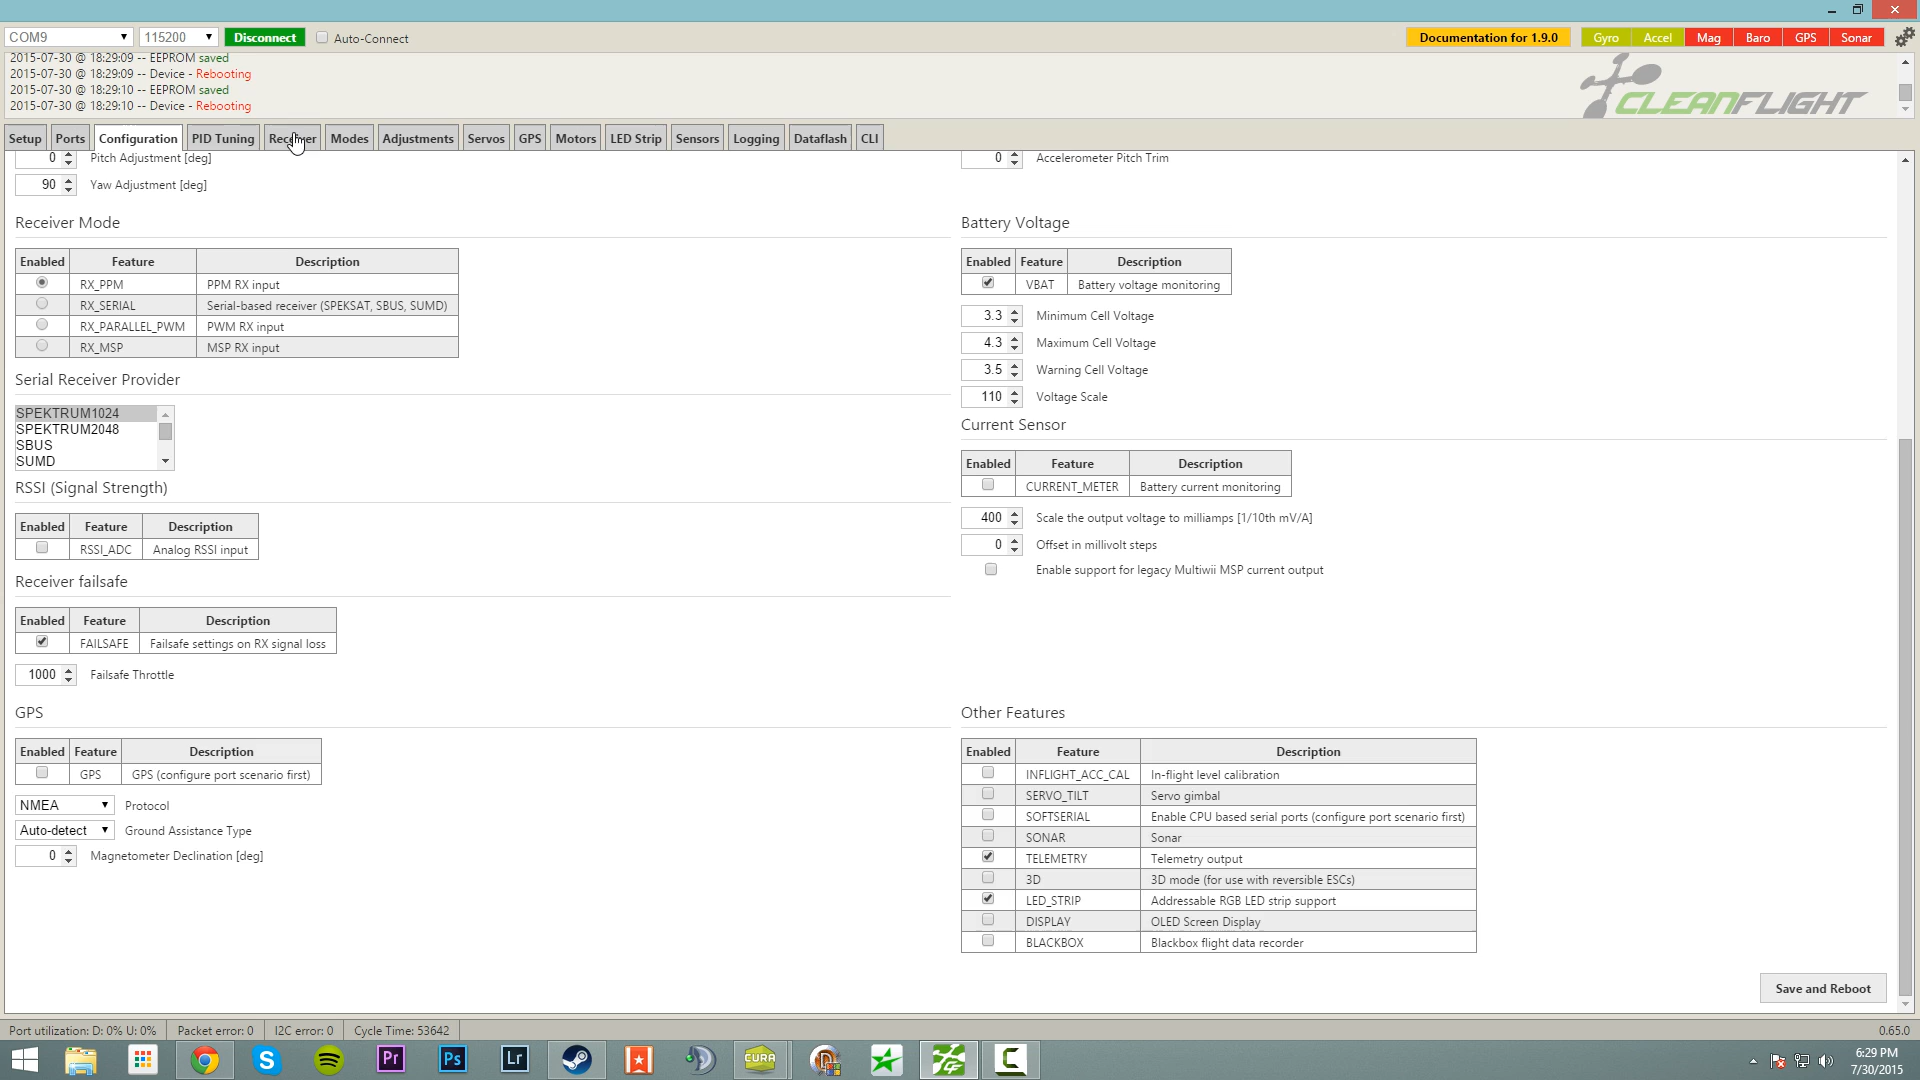 COM9 115200 Disconnect Auto-Connect Documentation for 1.9.0 Gyro Accel Mag Baro GPS Sonar
2015-07-30 @ 18:29:09 -- EEPROM saved
2015-07-30 @ 18:29:09 -- Device - Rebooting
2015-07-30 @ 18:29:10 -- EEPROM saved
2015-07-30 @ 18:29:10 -- Device - Rebooting
CLEANFLIGHT
Setup Ports Configuration PID Tuning Receiver Modes Adjustments Servos GPS Motors LED Strip Sensors Logging Dataflash CLI
0 Pitch Adjustment [deg]
90 Yaw Adjustment [deg]
0 Accelerometer Pitch Trim
Receiver Mode
Enabled Feature Description
RX_PPM PPM RX input
RX_SERIAL Serial-based receiver (SPEKSAT, SBUS, SUMD)
RX_PARALLEL_PWM PWM RX input
RX_MSP MSP RX input
Serial Receiver Provider
SPEKTRUM1024
SPEKTRUM2048
SBUS
SUMD
RSSI (Signal Strength)
Enabled Feature Description
RSSI_ADC Analog RSSI input
Receiver failsafe
Enabled Feature Description
FAILSAFE Failsafe settings on RX signal loss
1000 Failsafe Throttle
Battery Voltage
Enabled Feature Description
VBAT Battery voltage monitoring
3.3 Minimum Cell Voltage
4.3 Maximum Cell Voltage
3.5 Warning Cell Voltage
110 Voltage Scale
Current Sensor
Enabled Feature Description
CURRENT_METER Battery current monitoring
400 Scale the output voltage to milliamps [1/10th mV/A]
0 Offset in millivolt steps
Enable support for legacy Multiwii MSP current output
GPS
Enabled Feature Description
GPS GPS (configure port scenario first)
NMEA Protocol
Auto-detect Ground Assistance Type
0 Magnetometer Declination [deg]
Other Features
Enabled Feature Description
INFLIGHT_ACC_CAL In-flight level calibration
SERVO_TILT Servo gimbal
SOFTSERIAL Enable CPU based serial ports (configure port scenario first)
SONAR Sonar
TELEMETRY Telemetry output
3D 3D mode (for use with reversible ESCs)
LED_STRIP Addressable RGB LED strip support
DISPLAY OLED Screen Display
BLACKBOX Blackbox flight data recorder
Save and Reboot
Port utilization: D: 0% U: 0% Packet error: 0 I2C error: 0 Cycle Time: 53642 0.65.0
S Pr Ps Lr CURA CF C
6:29 PM
7/30/2015